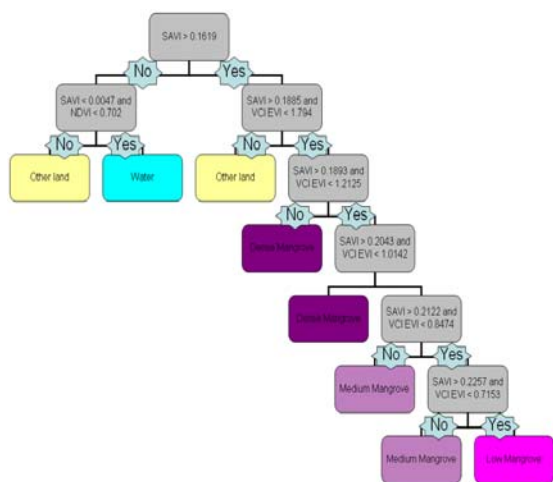 SAVI > 0.1619
No
Yes
SAVI < 0.0047 and
NDVI < 0.702
SAVI > 0.1885 and
VCI EVI < 1.794
No
Yes
No
Yes
Other land
Water
Other land
SAVI > 0.1893 and
VCI EVI < 1.2125
No
Yes
Dense Mangrove
SAVI > 0.2043 and
VCI EVI < 1.0142
Dense Mangrove
SAVI > 0.2122 and
VCI EVI < 0.8474
No
Yes
Medium Mangrove
SAVI > 0.2257 and
VCI EVI < 0.7153
No
Yes
Medium Mangrove
Low Mangrove